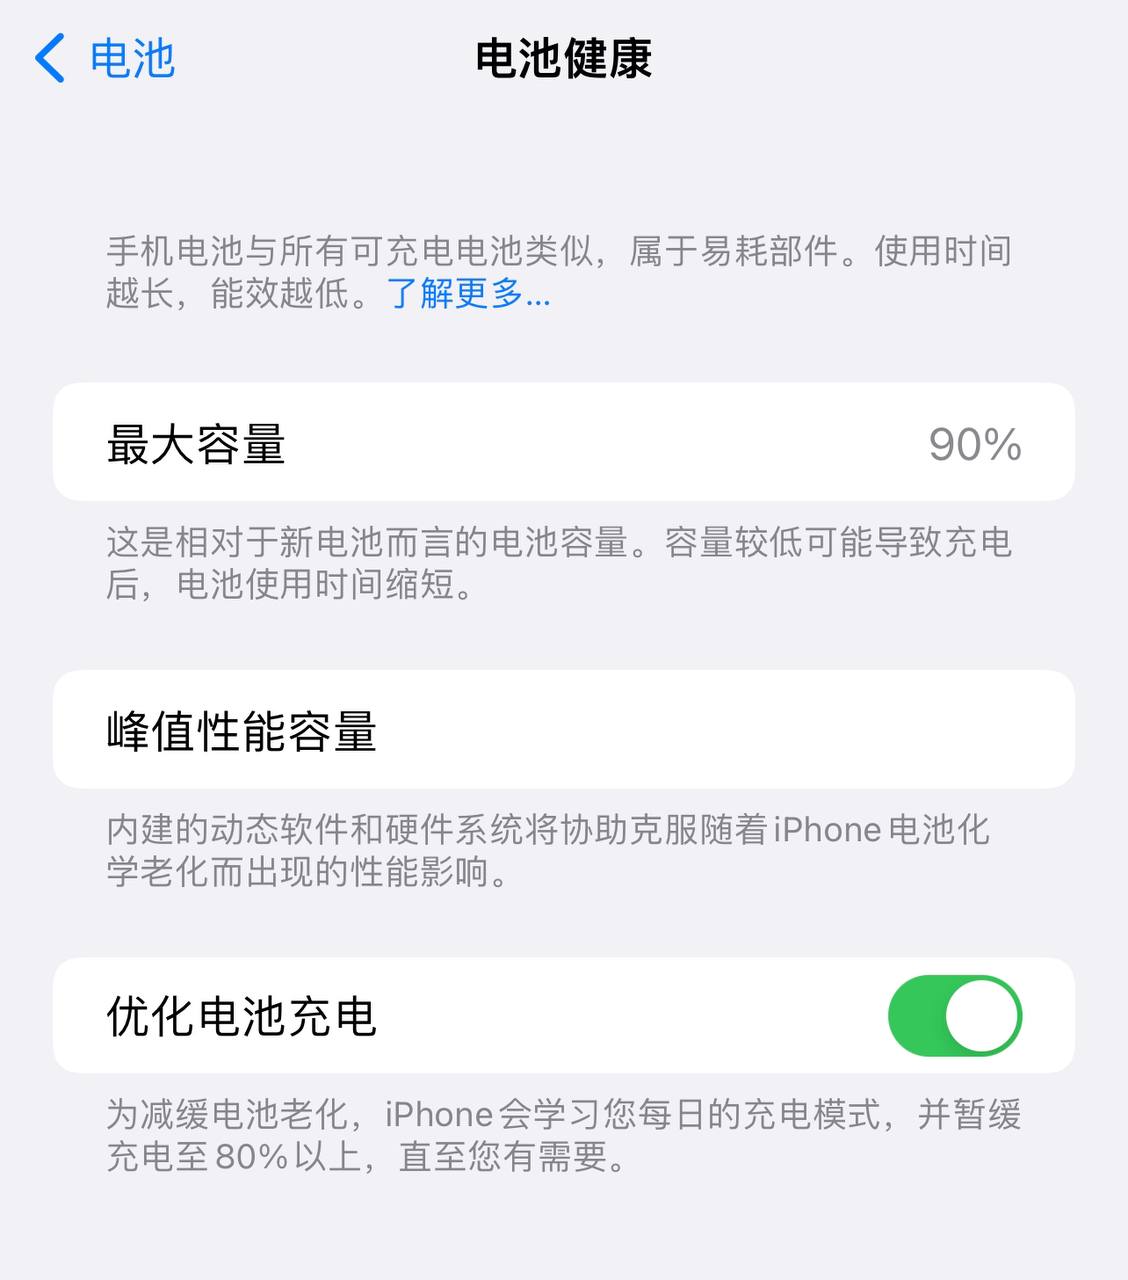 电池
电池健康
手机电池与所有可充电电池类似，属于易耗部件。使用时间
越长，能效越低。了解更多...
最大容量
90%
这是相对于新电池而言的电池容量。容量较低可能导致充电
后，电池使用时间缩短。
峰值性能容量
内建的动态软件和硬件系统将协助克服随着iPhone电池化
学老化而出现的性能影响。
优化电池充电
为减缓电池老化，iPhone会学习您每日的充电模式，并暂缓
充电至80%以上，直至您有需要。